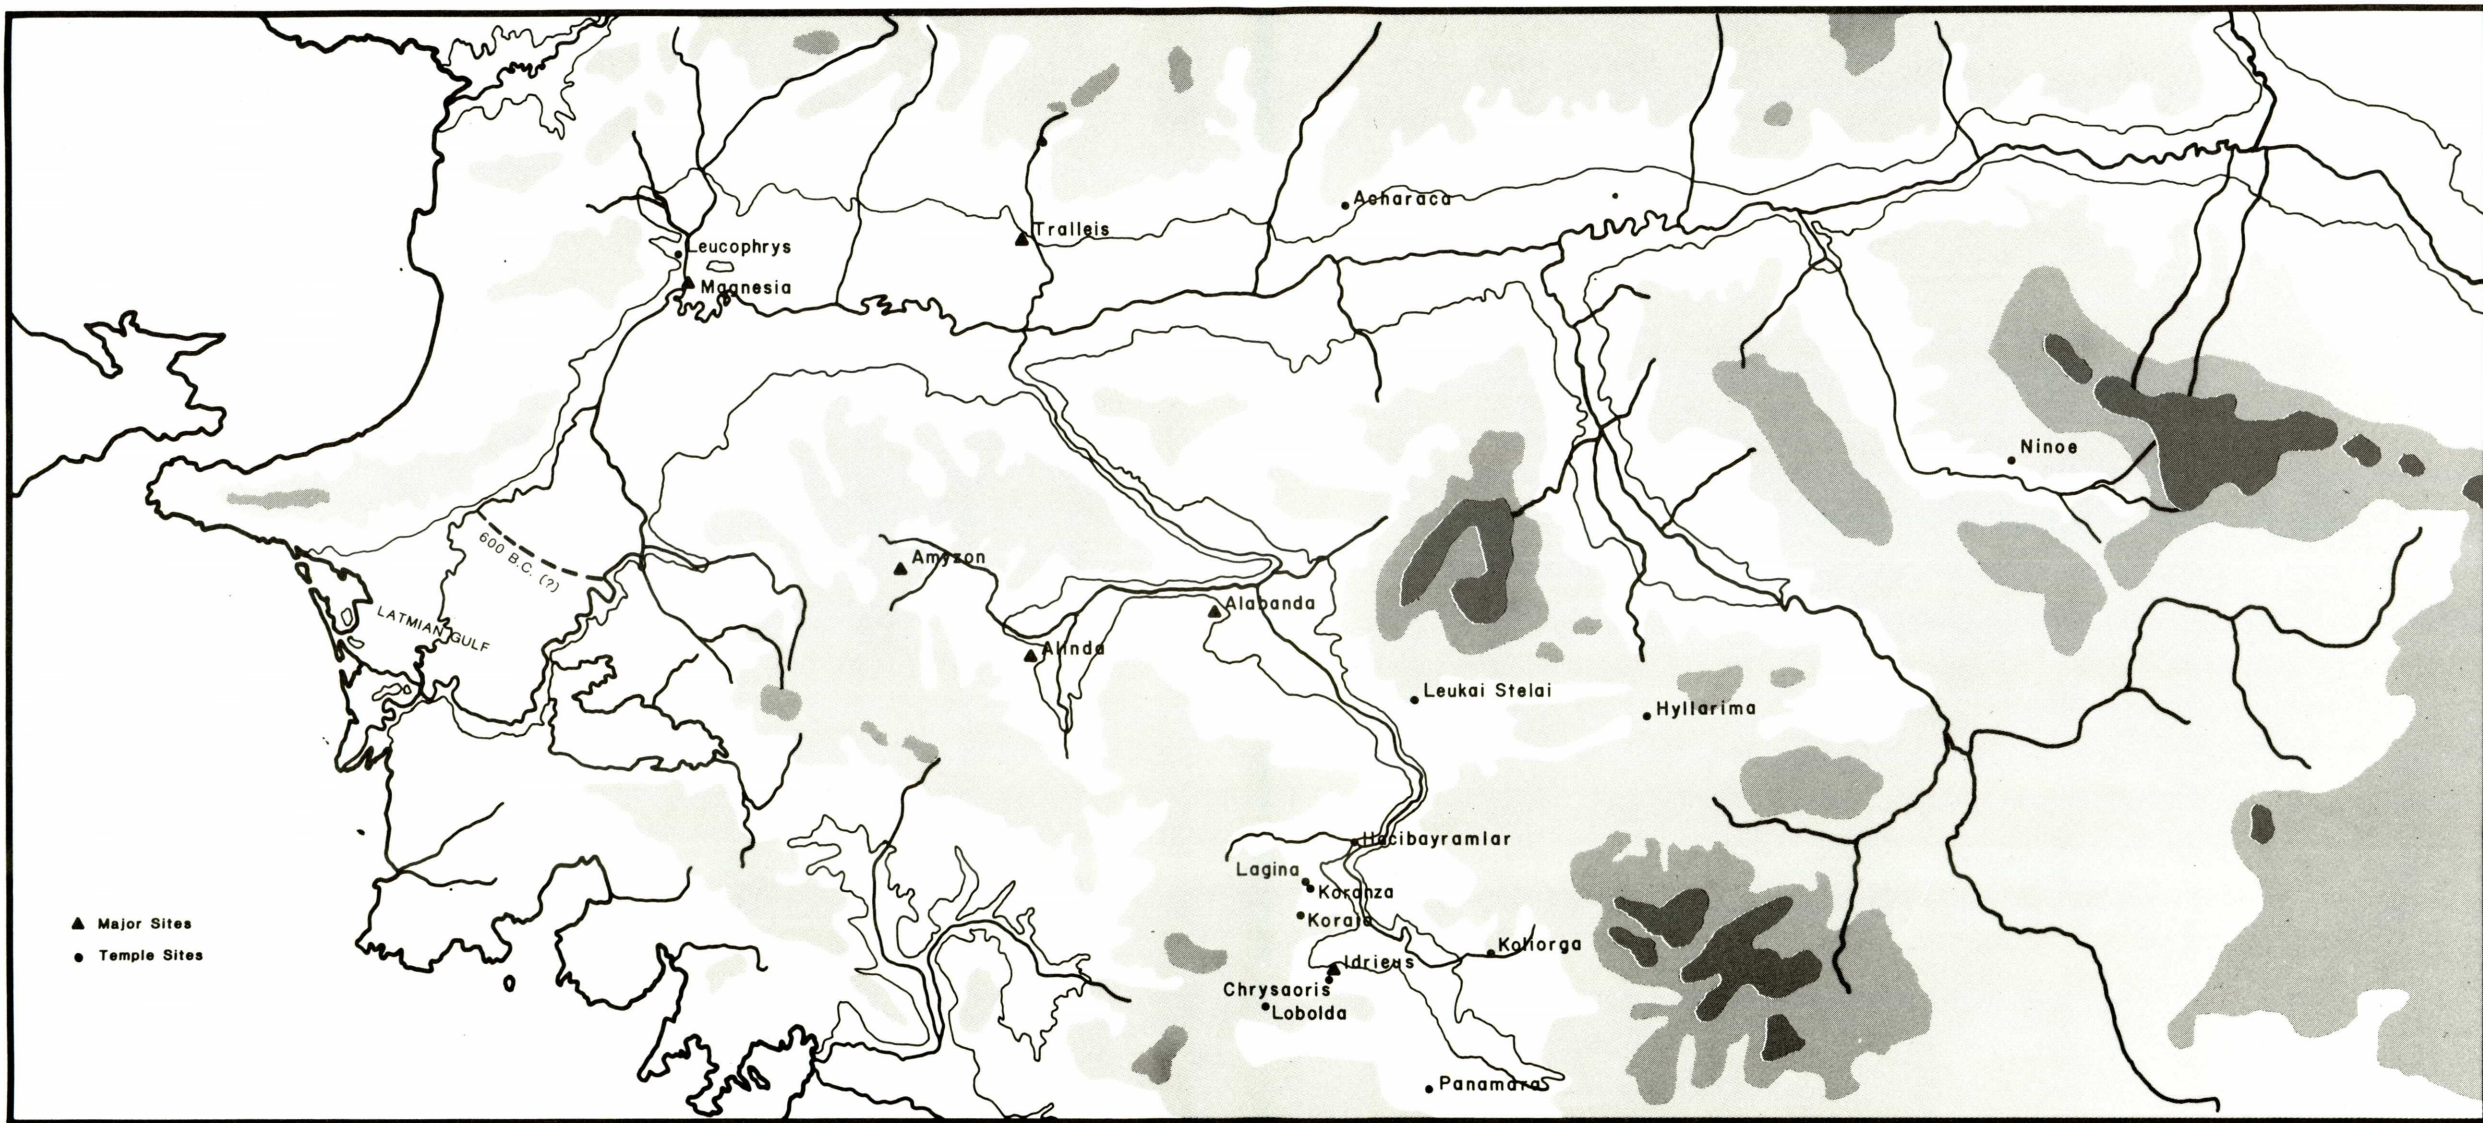 Acharaca
Tralleis
Leucophrys
Magnesia
Ninoe
600 B.C. (?)
Amyzon
Alabanda
LATMIAN GULF
Alinda
Leukai Stelai
Hyllarima
Hacibayramlar
Lagina
Koranza
Koraia
Major Sites
Koliorga
Temple Sites
Idrieus
Chrysaoris
Lobolda
Panamara